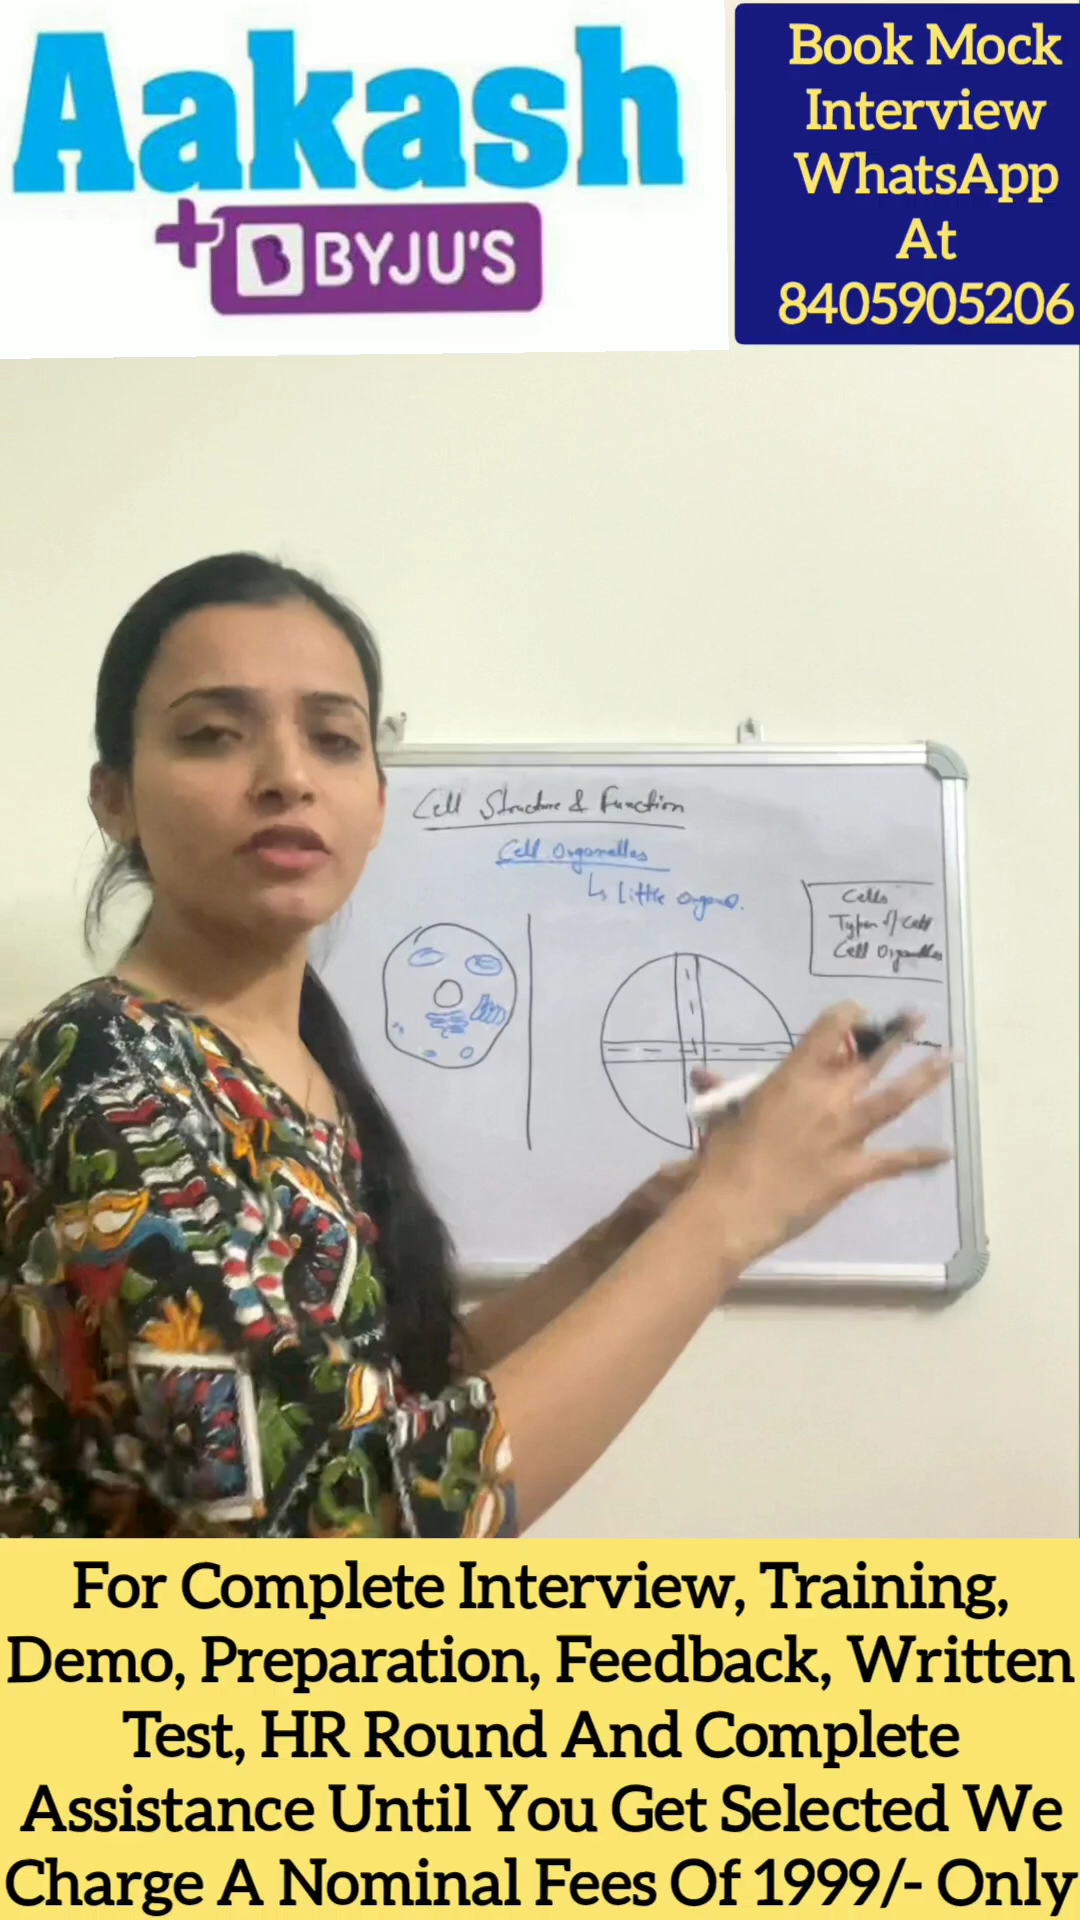 Aakash
+ BYJU'S
Book Mock
Interview
WhatsApp
At
8405905206
Cell Structure & Function
Cell Organelles
↳ Little organs.
Cells
Types of Cell
Cell Organelles
For Complete Interview, Training,
Demo, Preparation, Feedback, Written
Test, HR Round And Complete
Assistance Until You Get Selected We
Charge A Nominal Fees Of 1999/- Only